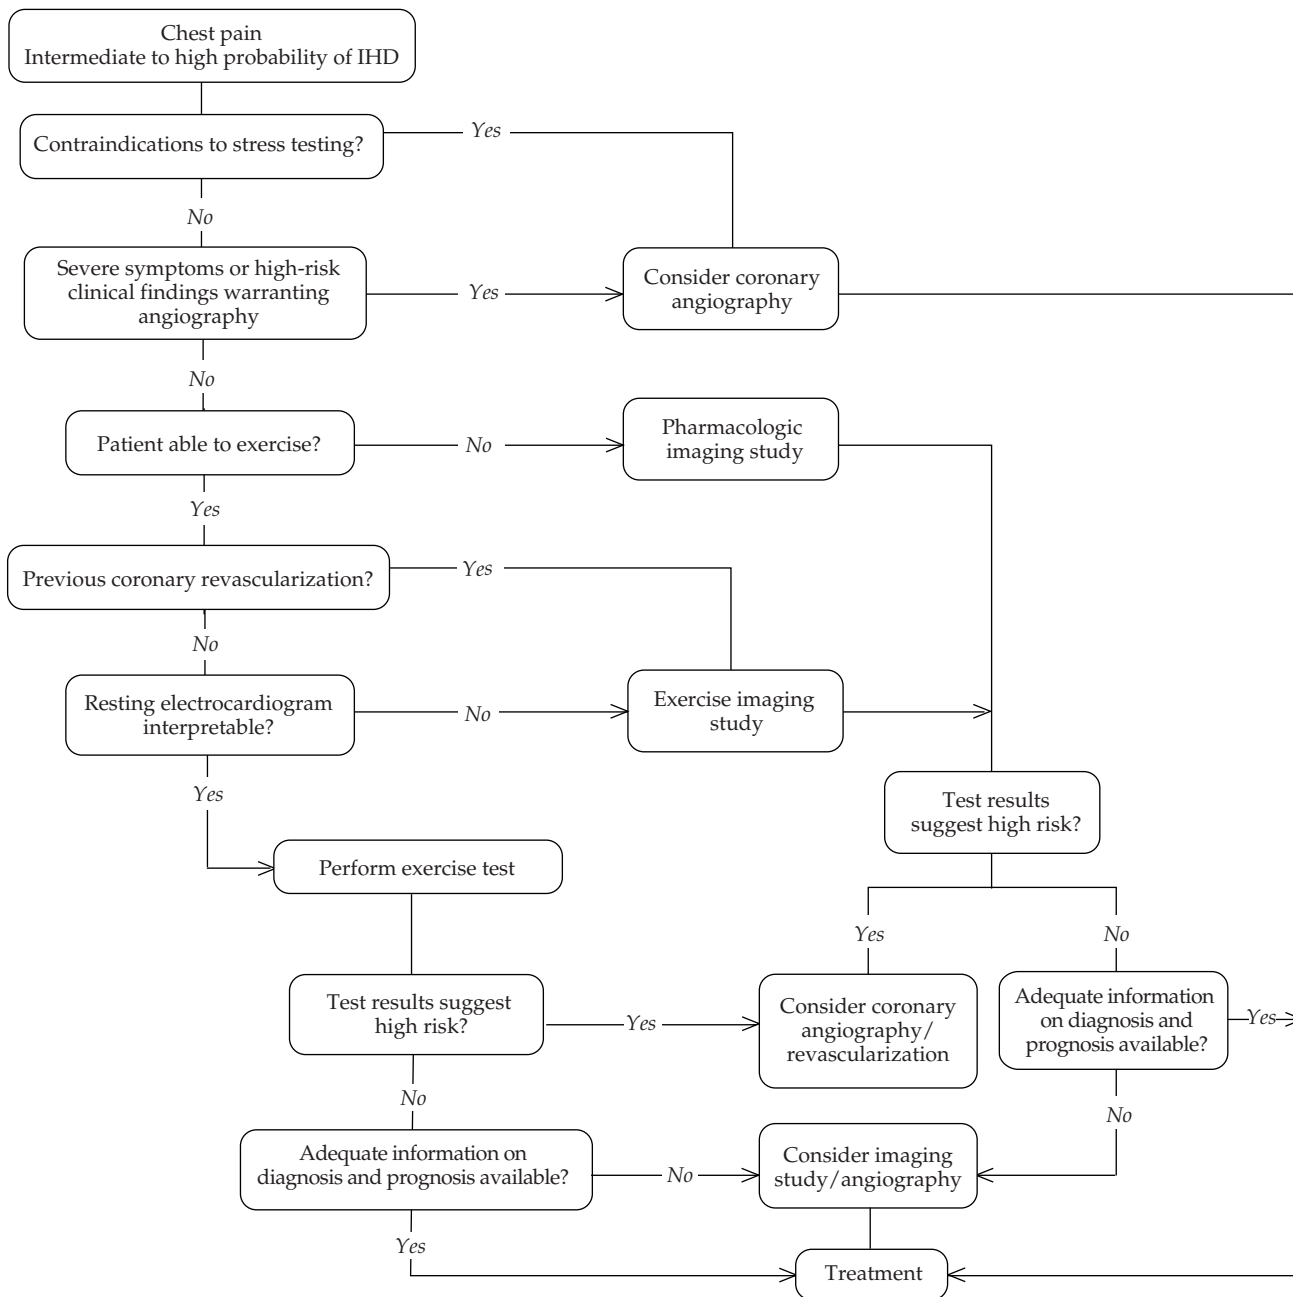 Chest pain
Intermediate to high probability of IHD
Contraindications to stress testing?
Yes
No
Severe symptoms or high-risk
clinical findings warranting
angiography
Yes
Consider coronary
angiography
No
Patient able to exercise?
No
Pharmacologic
imaging study
Yes
Previous coronary revascularization?
Yes
No
Resting electrocardiogram
interpretable?
No
Exercise imaging
study
Yes
Test results
suggest high risk?
Perform exercise test
Yes
No
Test results suggest
high risk?
Yes
Consider coronary
angiography/
revascularization
Adequate information
on diagnosis and
prognosis available?
Yes
No
No
Adequate information on
diagnosis and prognosis available?
No
Consider imaging
study/angiography
Yes
Treatment